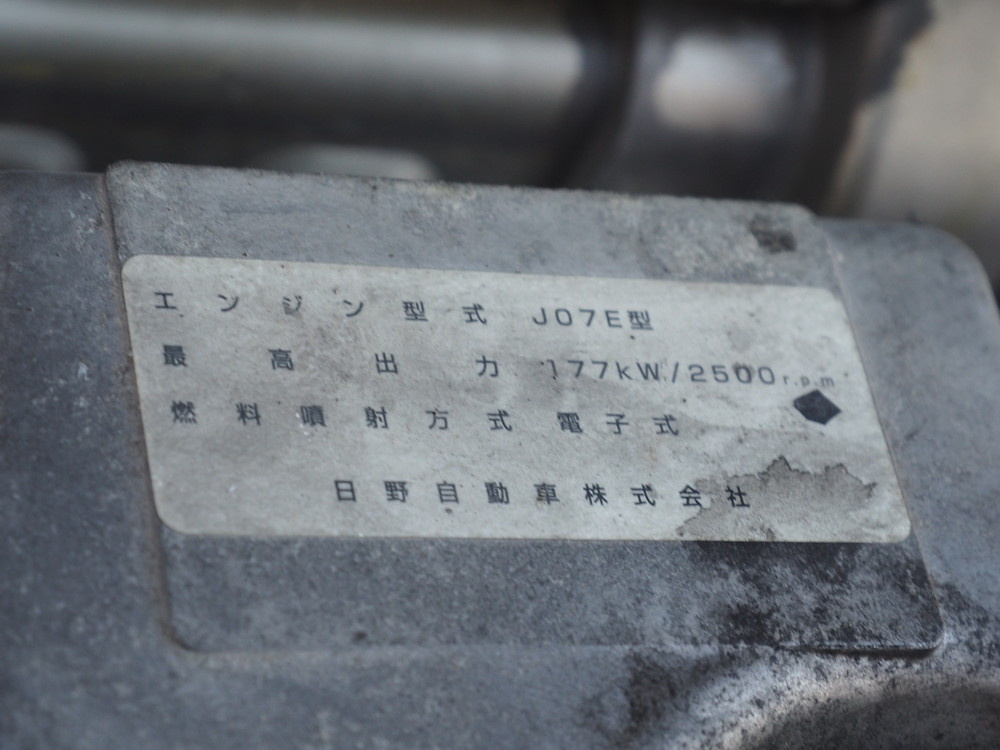 エンジン型式 J07E型
最高出力 177kW/2500r.p.m
燃料噴射方式 電子式
日野自動車株式会社